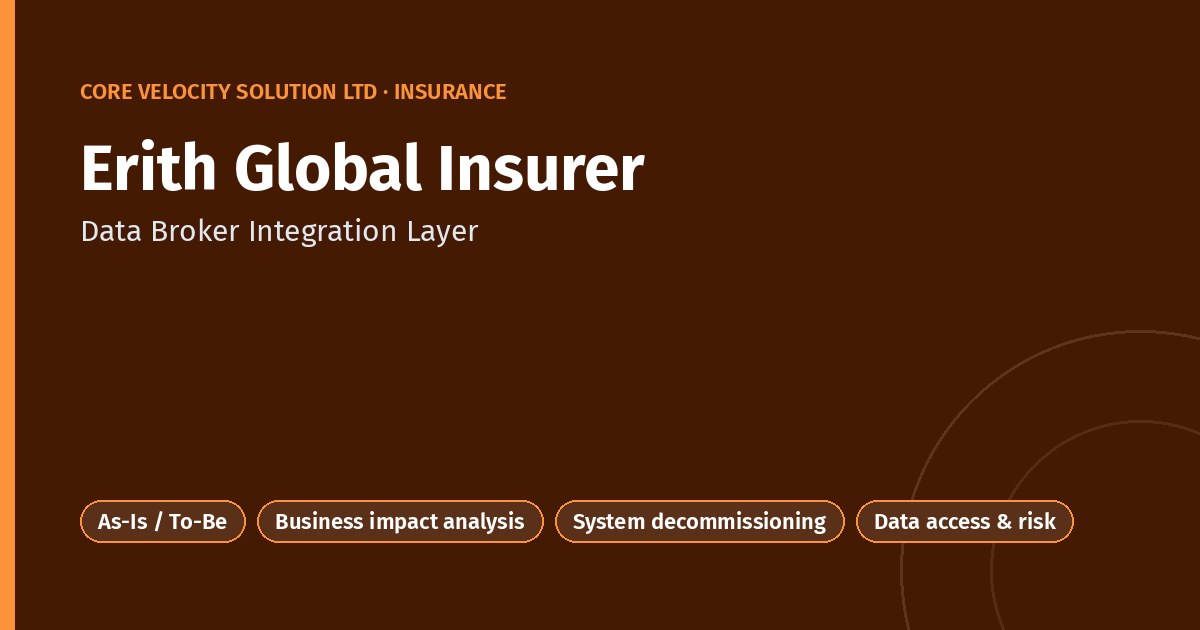 CORE VELOCITY SOLUTION LTD · INSURANCE
Erith Global Insurer
Data Broker Integration Layer
As-Is / To-Be
Business impact analysis
System decommissioning
Data access & risk